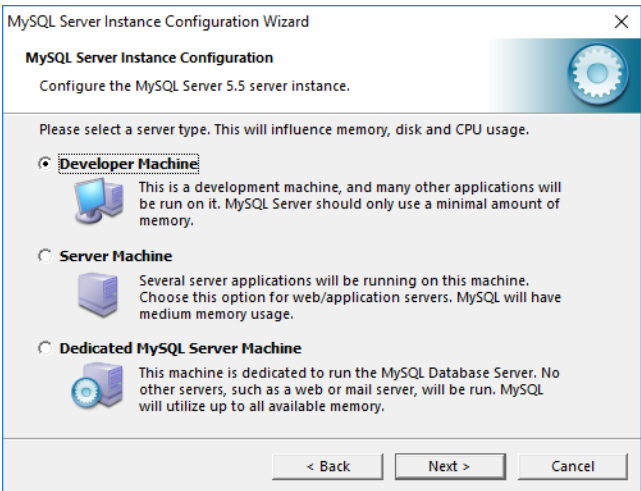 MySQL Server Instance Configuration Wizard
MySQL Server Instance Configuration
Configure the MySQL Server 5.5 server instance.
Please select a server type. This will influence memory, disk and CPU usage.
Developer Machine
This is a development machine, and many other applications will
be run on it. MySQL Server should only use a minimal amount of
memory.
Server Machine
Several server applications will be running on this machine.
Choose this option for web/application servers. MySQL will have
medium memory usage.
Dedicated MySQL Server Machine
This machine is dedicated to run the MySQL Database Server. No
other servers, such as a web or mail server, will be run. MySQL
will utilize up to all available memory.
< Back
Next >
Cancel